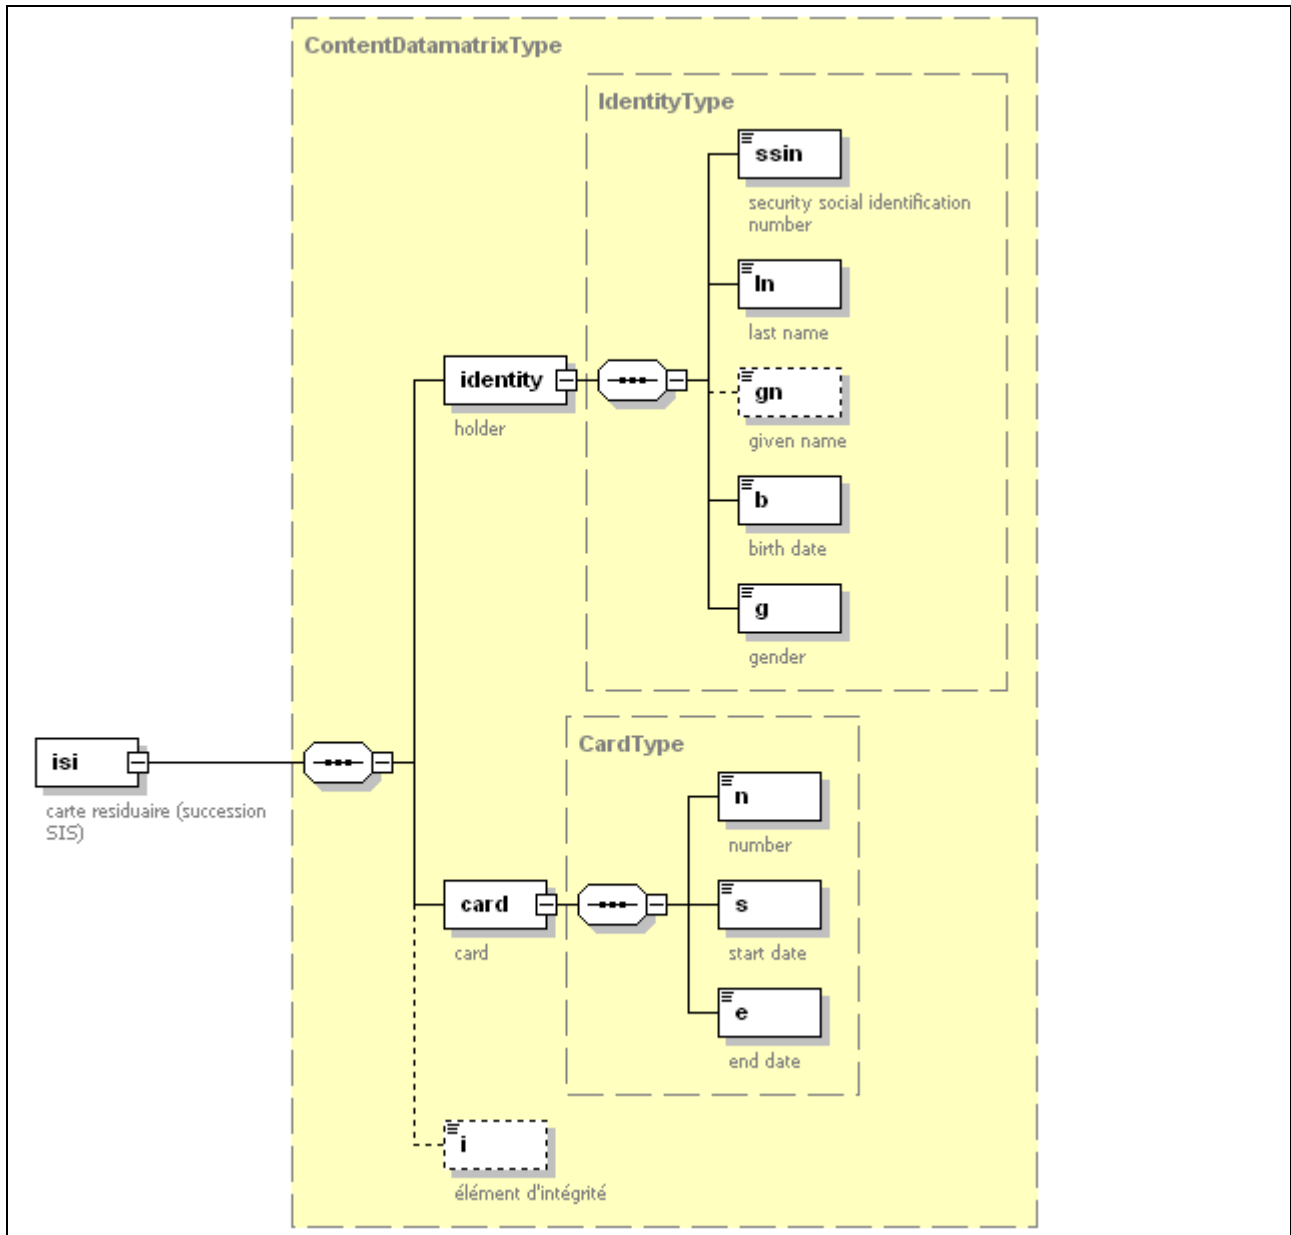 ContentDatamatrixType
IdentityType
ssin
security social identification
number
ln
last name
identity
holder
gn
given name
b
birth date
g
gender
isi
carte residuaire (succession
SIS)
CardType
n
number
card
card
s
start date
e
end date
i
élément d'intégrité